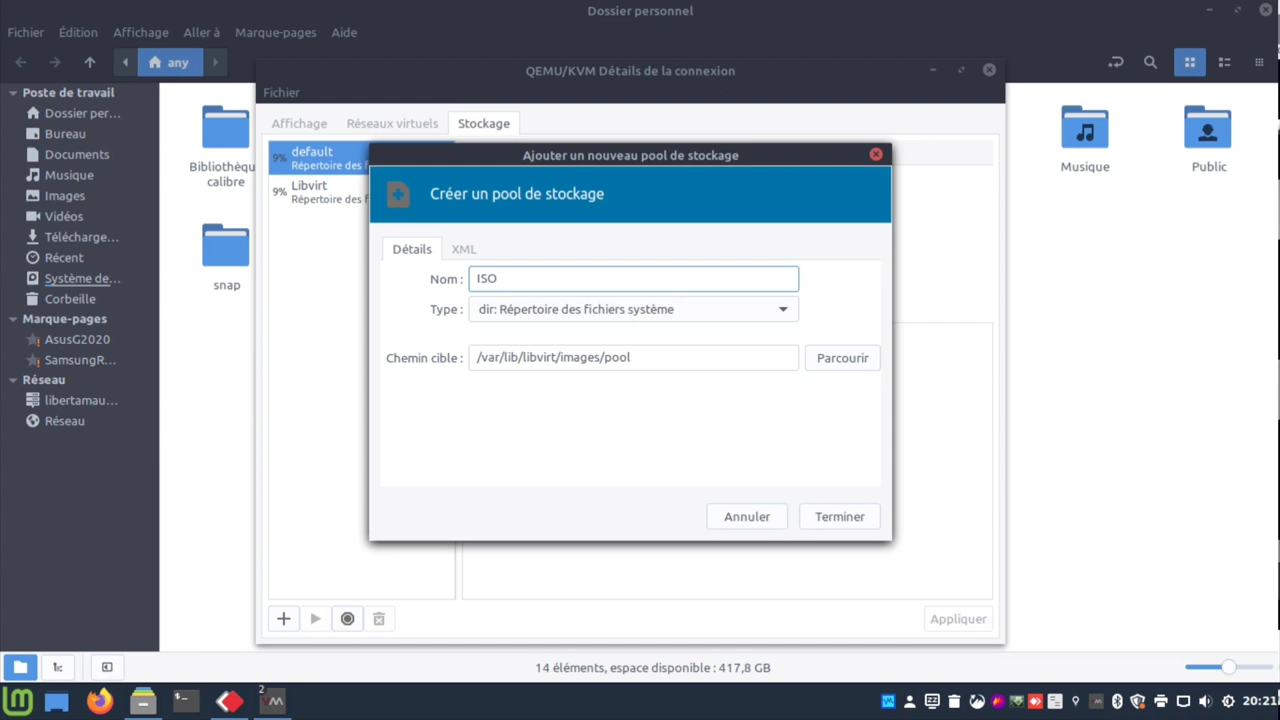 Dossier personnel
Fichier Édition Affichage Aller à Marque-pages Aide
any
QEMU/KVM Détails de la connexion
Fichier
Affichage Réseaux virtuels Stockage
Poste de travail
Dossier per...
Bureau
Documents
Musique
Images
Vidéos
Télécharge...
Récent
Système de...
Corbeille
Marque-pages
AsusG2020
SamsungR...
Réseau
libertamau...
Réseau
Bibliothèqu
calibre
snap
Musique
Public
9% default
Répertoire des f
9% Libvirt
Répertoire des f
Ajouter un nouveau pool de stockage
Créer un pool de stockage
Détails XML
Nom : ISO
Type : dir: Répertoire des fichiers système
Chemin cible : /var/lib/libvirt/images/pool Parcourir
Annuler Terminer
Appliquer
14 éléments, espace disponible : 417,8 GB
2
20:21